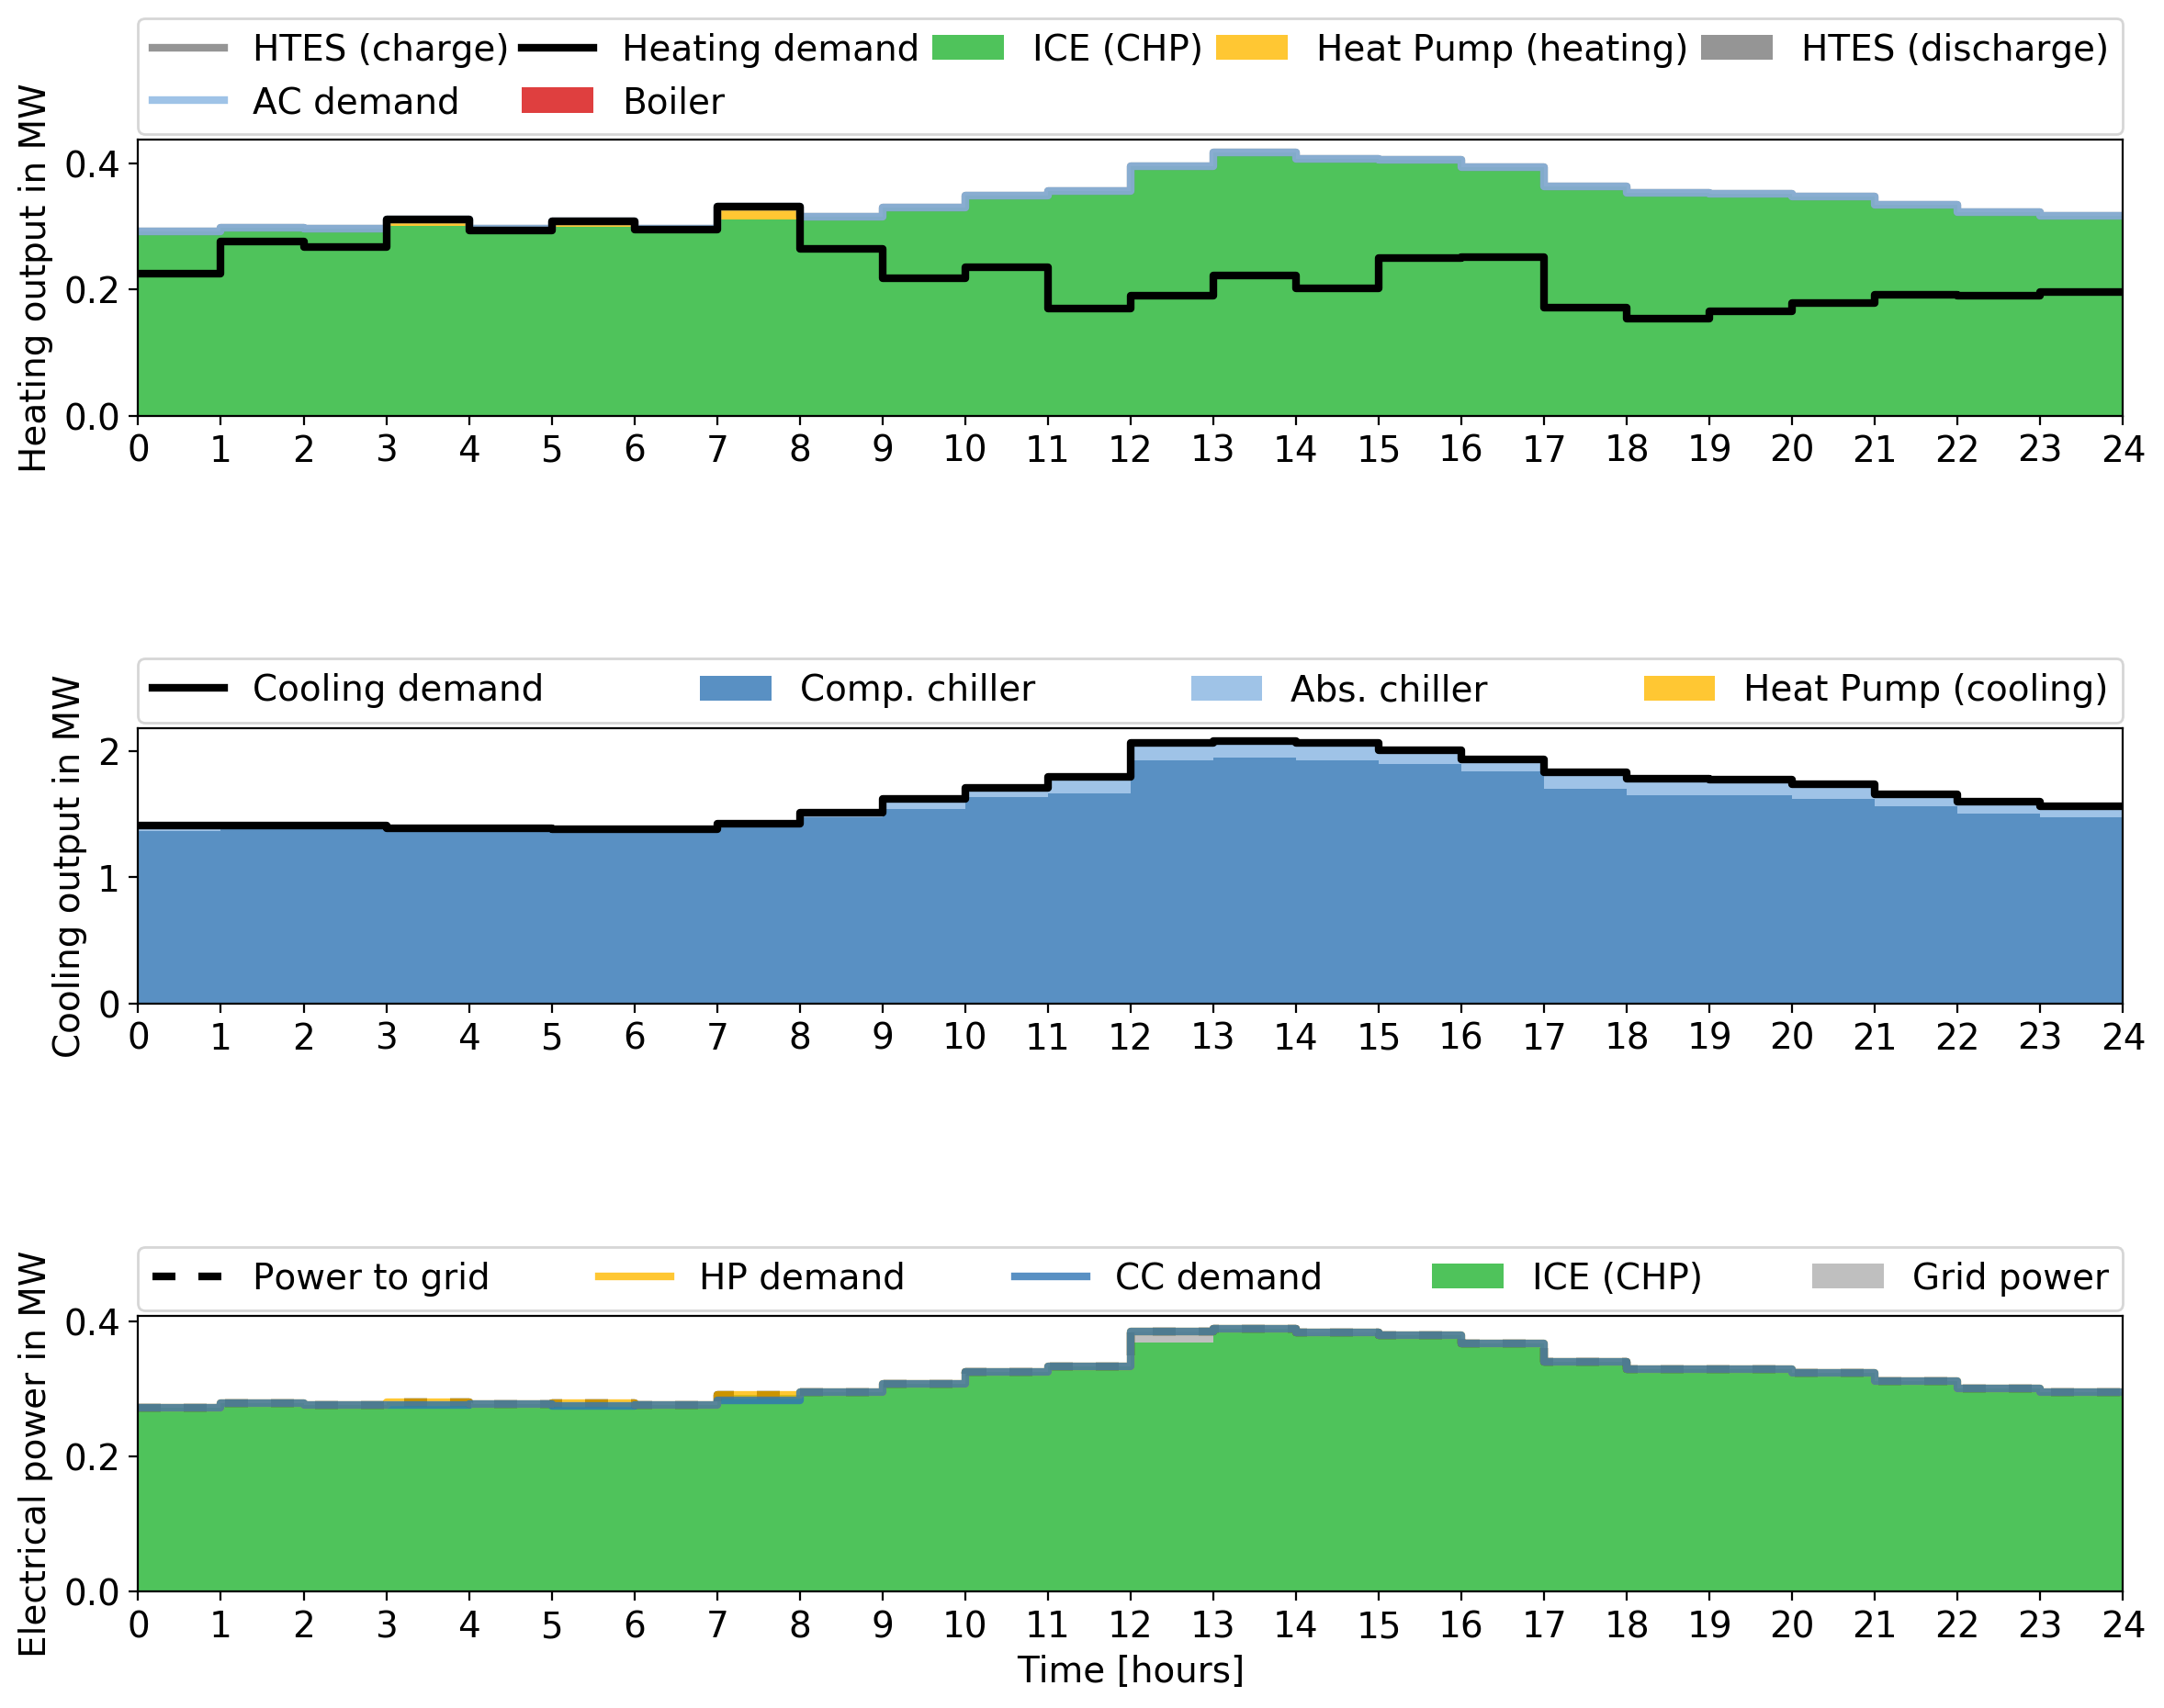 HTES (charge) Heating demand ICE (CHP) Heat Pump (heating) HTES (discharge)
AC demand Boiler
Heating output in MW
0.4
0.2
0.0
0 1 2 3 4 5 6 7 8 9 10 11 12 13 14 15 16 17 18 19 20 21 22 23 24
Cooling demand Comp. chiller Abs. chiller Heat Pump (cooling)
Cooling output in MW
2
1
0
0 1 2 3 4 5 6 7 8 9 10 11 12 13 14 15 16 17 18 19 20 21 22 23 24
Power to grid HP demand CC demand ICE (CHP) Grid power
Electrical power in MW
0.4
0.2
0.0
0 1 2 3 4 5 6 7 8 9 10 11 12 13 14 15 16 17 18 19 20 21 22 23 24
Time [hours]